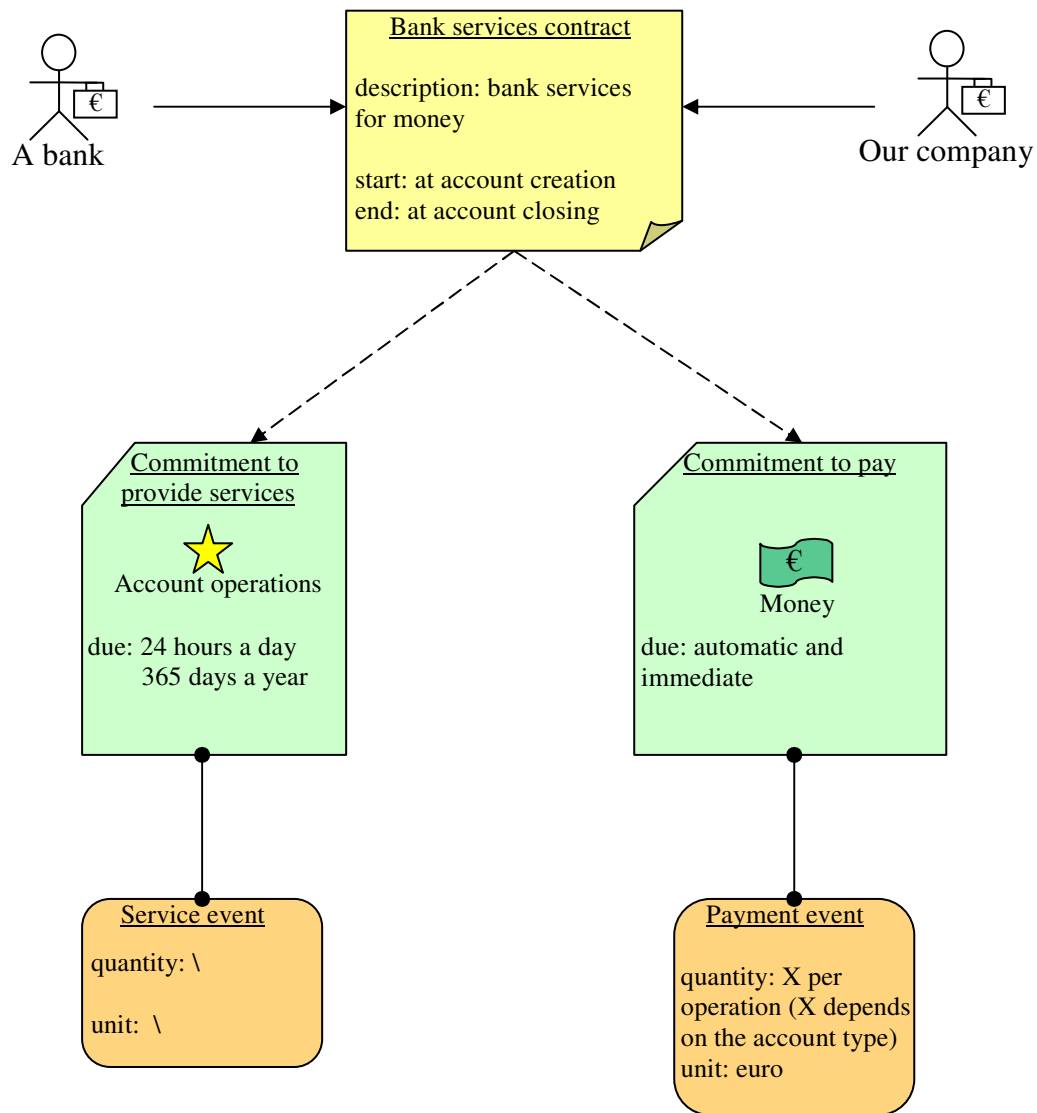 Bank services contract
description: bank services
for money
start: at account creation
end: at account closing
€
A bank
€
Our company
Commitment to
provide services
Account operations
due: 24 hours a day
365 days a year
Commitment to pay
€
Money
due: automatic and
immediate
Service event
quantity: \
unit: \
Payment event
quantity: X per
operation (X depends
on the account type)
unit: euro